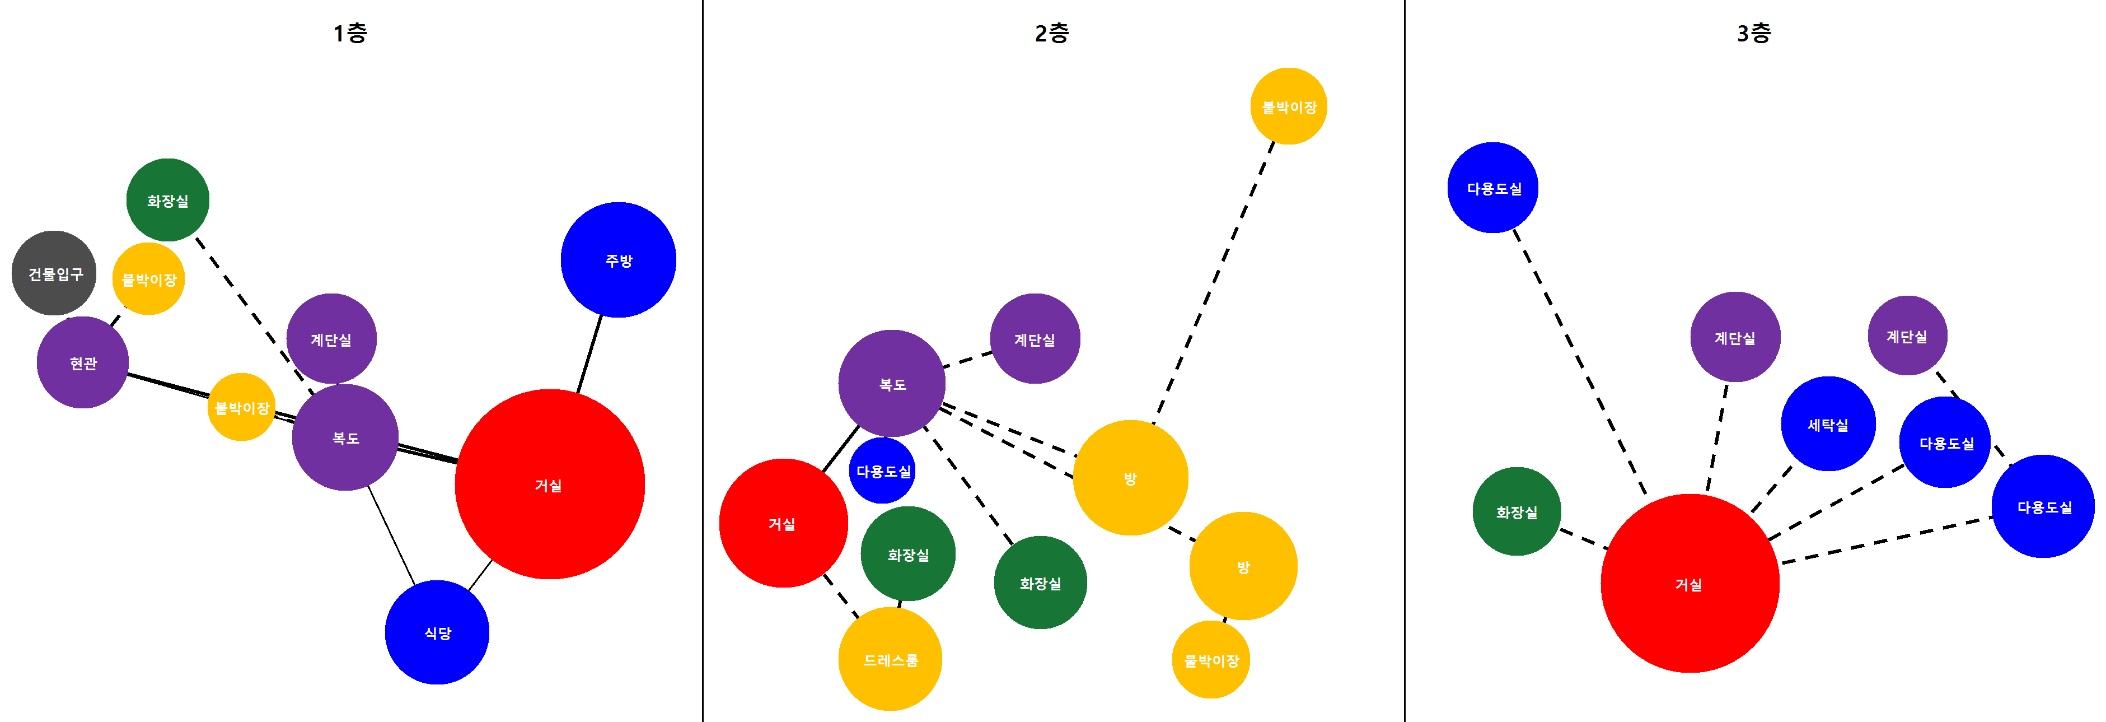 1층
화장실
건물입구
붙박이장
주방
계단실
현관
붙박이장
복도
거실
식당
2층
붙박이장
계단실
복도
다용도실
방
거실
화장실
방
화장실
드레스룸
붙박이장
3층
다용도실
계단실
계단실
세탁실
다용도실
화장실
다용도실
거실